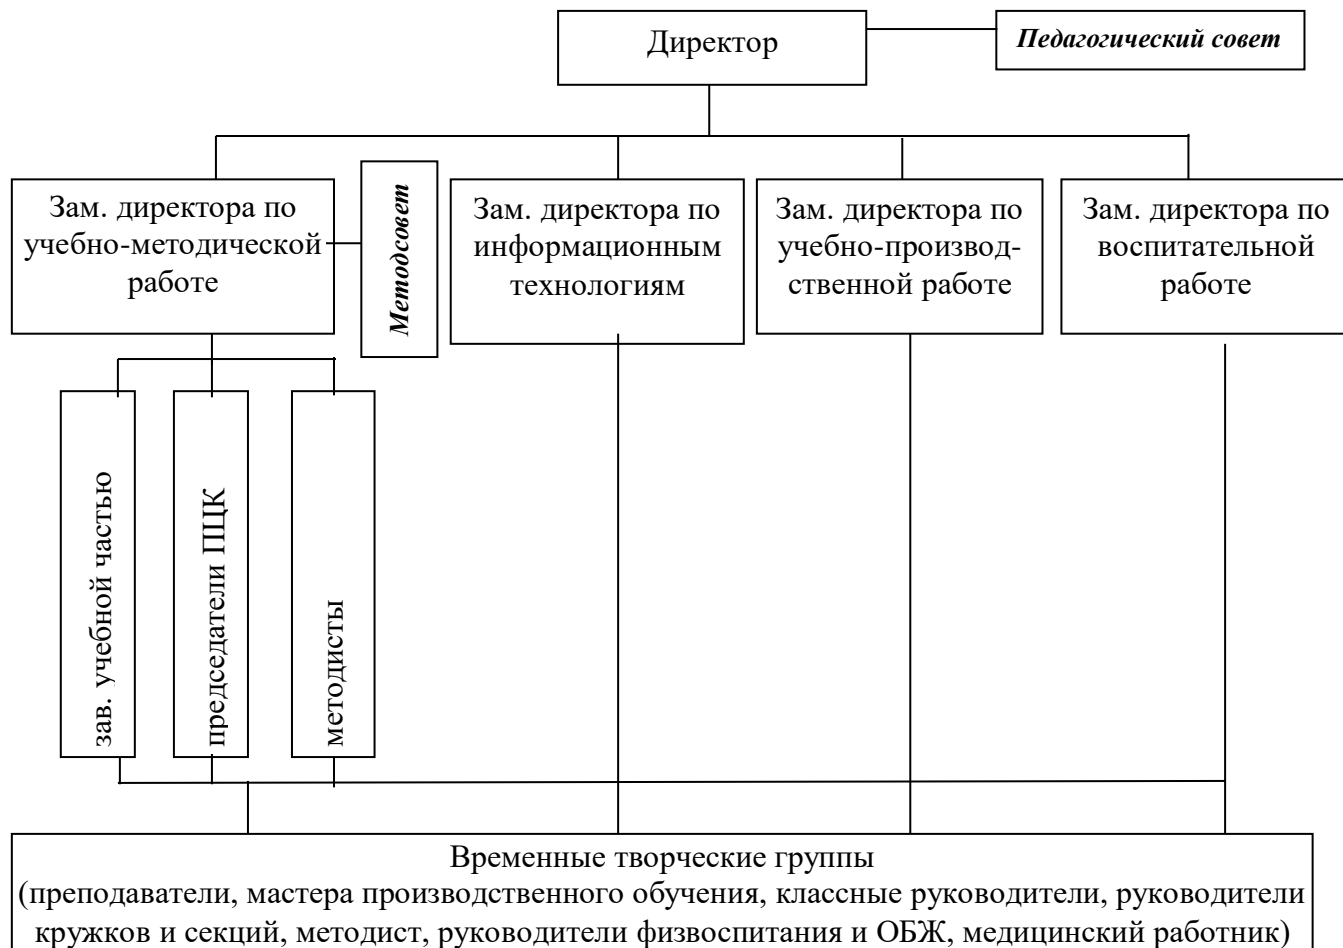 Директор
Педагогический совет
Зам. директора по
учебно-методической
работе
Методсовет
Зам. директора по
информационным
технологиям
Зам. директора по
учебно-производ-
ственной работе
Зам. директора по
воспитательной
работе
зав. учебной частью
председатели ПЦК
методисты
Временные творческие группы
(преподаватели, мастера производственного обучения, классные руководители, руководители
кружков и секций, методист, руководители физвоспитания и ОБЖ, медицинский работник)